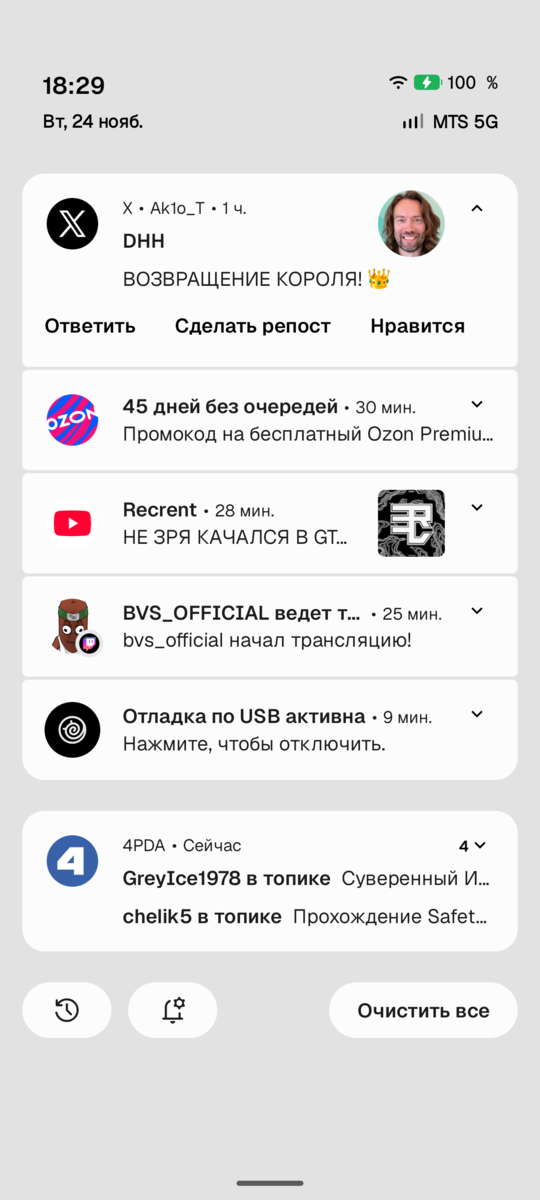 18:29
100 %
Вт, 24 нояб.
MTS 5G
X • Ak1o_T • 1 ч.
DHH
ВОЗВРАЩЕНИЕ КОРОЛЯ! 👑
Ответить
Сделать репост
Нравится
OZON
45 дней без очередей • 30 мин.
Промокод на бесплатный Ozon Premiu...
Recrent • 28 мин.
НЕ ЗРЯ КАЧАЛСЯ В GT...
BVS_OFFICIAL ведет т... • 25 мин.
bvs_official начал трансляцию!
Отладка по USB активна • 9 мин.
Нажмите, чтобы отключить.
4
4PDA • Сейчас
4
GreyIce1978 в топике Суверенный И...
chelik5 в топике Прохождение Safet...
Очистить все